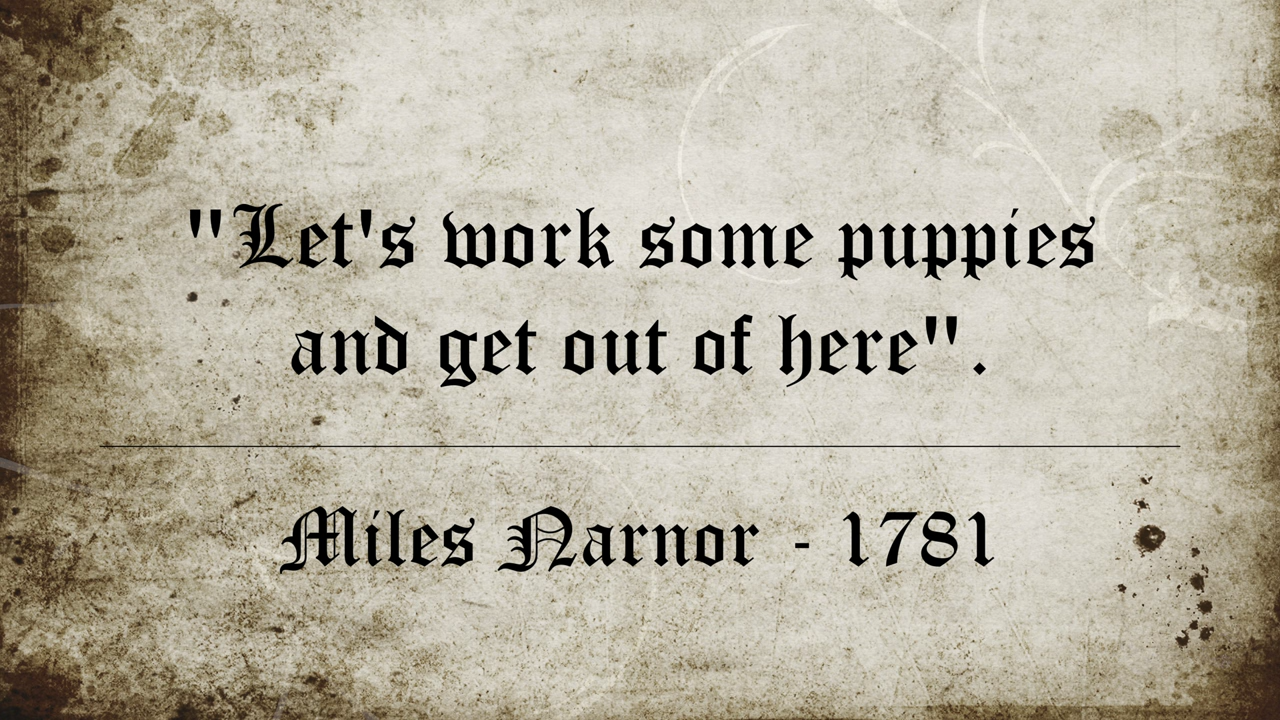 "Let's work some puppies
and get out of here".
Miles Narnor - 1781